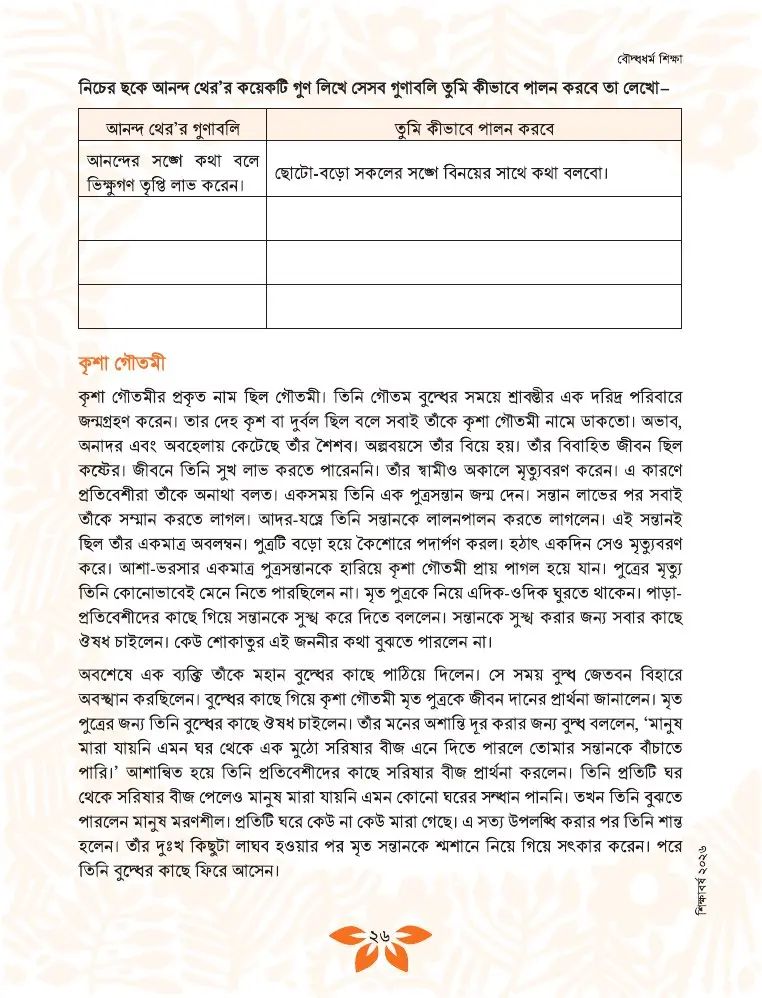 বৌদ্ধধর্ম শিক্ষা
নিচের ছকে আনন্দ থের’র কয়েকটি গুণ লিখে সেসব গুণাবলি তুমি কীভাবে পালন করবে তা লেখো–
আনন্দ থের’র গুণাবলি
তুমি কীভাবে পালন করবে
আনন্দের সঙ্গে কথা বলে
ভিক্ষুগণ তৃপ্তি লাভ করেন।
ছোটো-বড়ো সকলের সঙ্গে বিনয়ের সাথে কথা বলবো।
কৃশা গৌতমী
কৃশা গৌতমীর প্রকৃত নাম ছিল গৌতমী। তিনি গৌতম বুদ্ধের সময়ে শ্রাবস্তীর এক দরিদ্র পরিবারে
জন্মগ্রহণ করেন। তার দেহ কৃশ বা দুর্বল ছিল বলে সবাই তাঁকে কৃশা গৌতমী নামে ডাকতো। অভাব,
অনাদর এবং অবহেলায় কেটেছে তাঁর শৈশব। অল্পবয়সে তাঁর বিয়ে হয়। তাঁর বিবাহিত জীবন ছিল
কষ্টের। জীবনে তিনি সুখ লাভ করতে পারেননি। তাঁর স্বামীও অকালে মৃত্যুবরণ করেন। এ কারণে
প্রতিবেশীরা তাঁকে অনাথা বলত। একসময় তিনি এক পুত্রসন্তান জন্ম দেন। সন্তান লাভের পর সবাই
তাঁকে সম্মান করতে লাগল। আদর-যত্নে তিনি সন্তানকে লালনপালন করতে লাগলেন। এই সন্তানই
ছিল তাঁর একমাত্র অবলম্বন। পুত্রটি বড়ো হয়ে কৈশোরে পদার্পণ করল। হঠাৎ একদিন সেও মৃত্যুবরণ
করে। আশা-ভরসার একমাত্র পুত্রসন্তানকে হারিয়ে কৃশা গৌতমী প্রায় পাগল হয়ে যান। পুত্রের মৃত্যু
তিনি কোনোভাবেই মেনে নিতে পারছিলেন না। মৃত পুত্রকে নিয়ে এদিক-ওদিক ঘুরতে থাকেন। পাড়া-
প্রতিবেশীদের কাছে গিয়ে সন্তানকে সুস্থ করে দিতে বললেন। সন্তানকে সুস্থ করার জন্য সবার কাছে
ঔষধ চাইলেন। কেউ শোকাতুর এই জননীর কথা বুঝতে পারলেন না।
অবশেষে এক ব্যক্তি তাঁকে মহান বুদ্ধের কাছে পাঠিয়ে দিলেন। সে সময় বুদ্ধ জেতবন বিহারে
অবস্থান করছিলেন। বুদ্ধের কাছে গিয়ে কৃশা গৌতমী মৃত পুত্রকে জীবন দানের প্রার্থনা জানালেন। মৃত
পুত্রের জন্য তিনি বুদ্ধের কাছে ঔষধ চাইলেন। তাঁর মনের অশান্তি দূর করার জন্য বুদ্ধ বললেন, ‘মানুষ
মারা যায়নি এমন ঘর থেকে এক মুঠো সরিষার বীজ এনে দিতে পারলে তোমার সন্তানকে বাঁচাতে
পারি।’ আশান্বিত হয়ে তিনি প্রতিবেশীদের কাছে সরিষার বীজ প্রার্থনা করলেন। তিনি প্রতিটি ঘর
থেকে সরিষার বীজ পেলেও মানুষ মারা যায়নি এমন কোনো ঘরের সন্ধান পাননি। তখন তিনি বুঝতে
পারলেন মানুষ মরণশীল। প্রতিটি ঘরে কেউ না কেউ মারা গেছে। এ সত্য উপলব্ধি করার পর তিনি শান্ত
হলেন। তাঁর দুঃখ কিছুটা লাঘব হওয়ার পর মৃত সন্তানকে শ্মশানে নিয়ে গিয়ে সৎকার করেন। পরে
তিনি বুদ্ধের কাছে ফিরে আসেন।
শিক্ষাবর্ষ ২০২৬
২৬